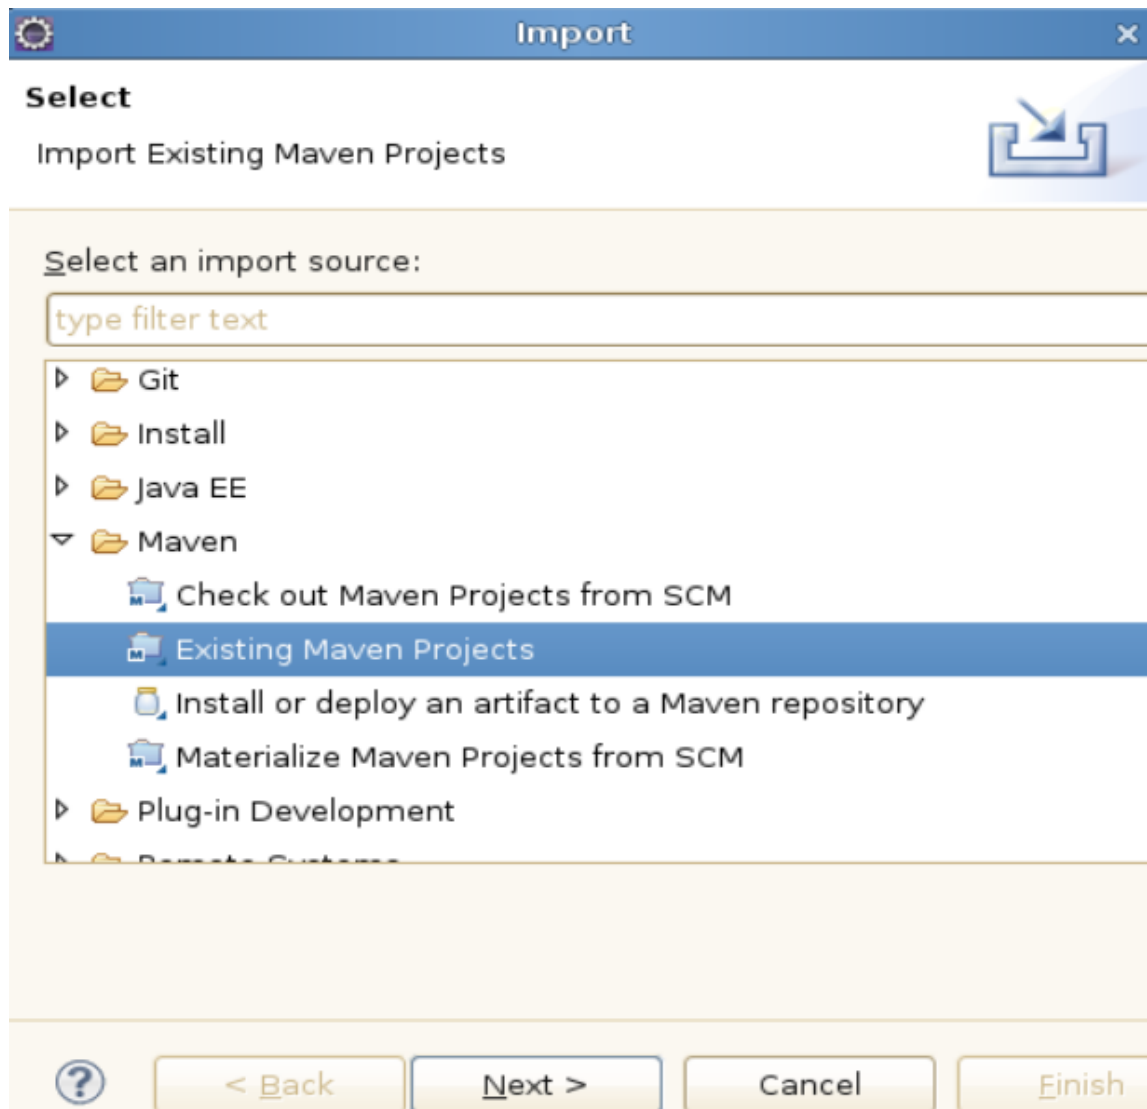 Import
Select
Import Existing Maven Projects
Select an import source:
type filter text
Git
Install
Java EE
Maven
Check out Maven Projects from SCM
Existing Maven Projects
Install or deploy an artifact to a Maven repository
Materialize Maven Projects from SCM
Plug-in Development
Remote Systems
< Back
Next >
Cancel
Finish